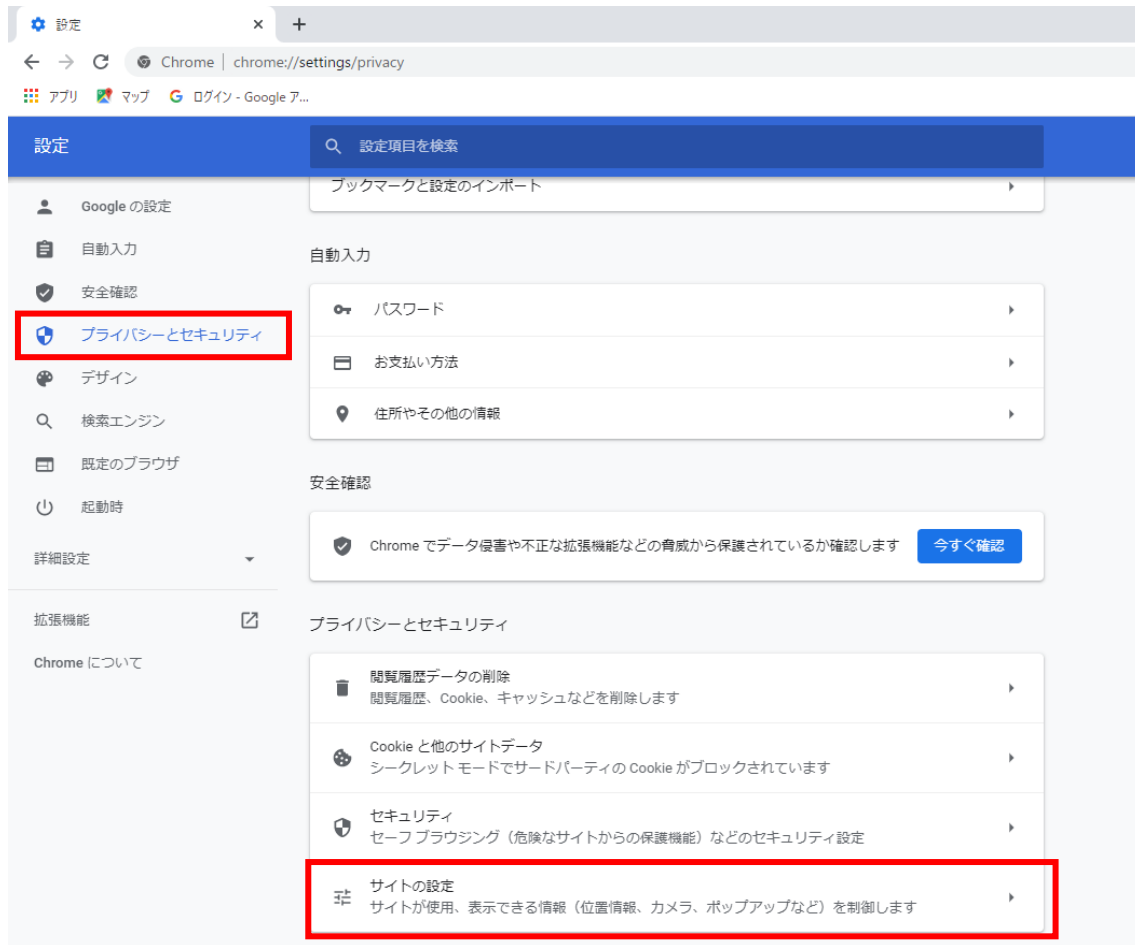 設定
Chrome | chrome://settings/privacy
アプリ マップ ログイン - Google ア...
設定
設定項目を検索
ブックマークと設定のインポート
Google の設定
自動入力
安全確認
プライバシーとセキュリティ
デザイン
検索エンジン
既定のブラウザ
起動時
詳細設定
拡張機能
Chrome について
自動入力
パスワード
お支払い方法
住所やその他の情報
安全確認
Chrome でデータ侵害や不正な拡張機能などの脅威から保護されているか確認します
今すぐ確認
プライバシーとセキュリティ
閲覧履歴データの削除
閲覧履歴、Cookie、キャッシュなどを削除します
Cookie と他のサイトデータ
シークレット モードでサードパーティの Cookie がブロックされています
セキュリティ
セーフ ブラウジング（危険なサイトからの保護機能）などのセキュリティ設定
サイトの設定
サイトが使用、表示できる情報（位置情報、カメラ、ポップアップなど）を制御します